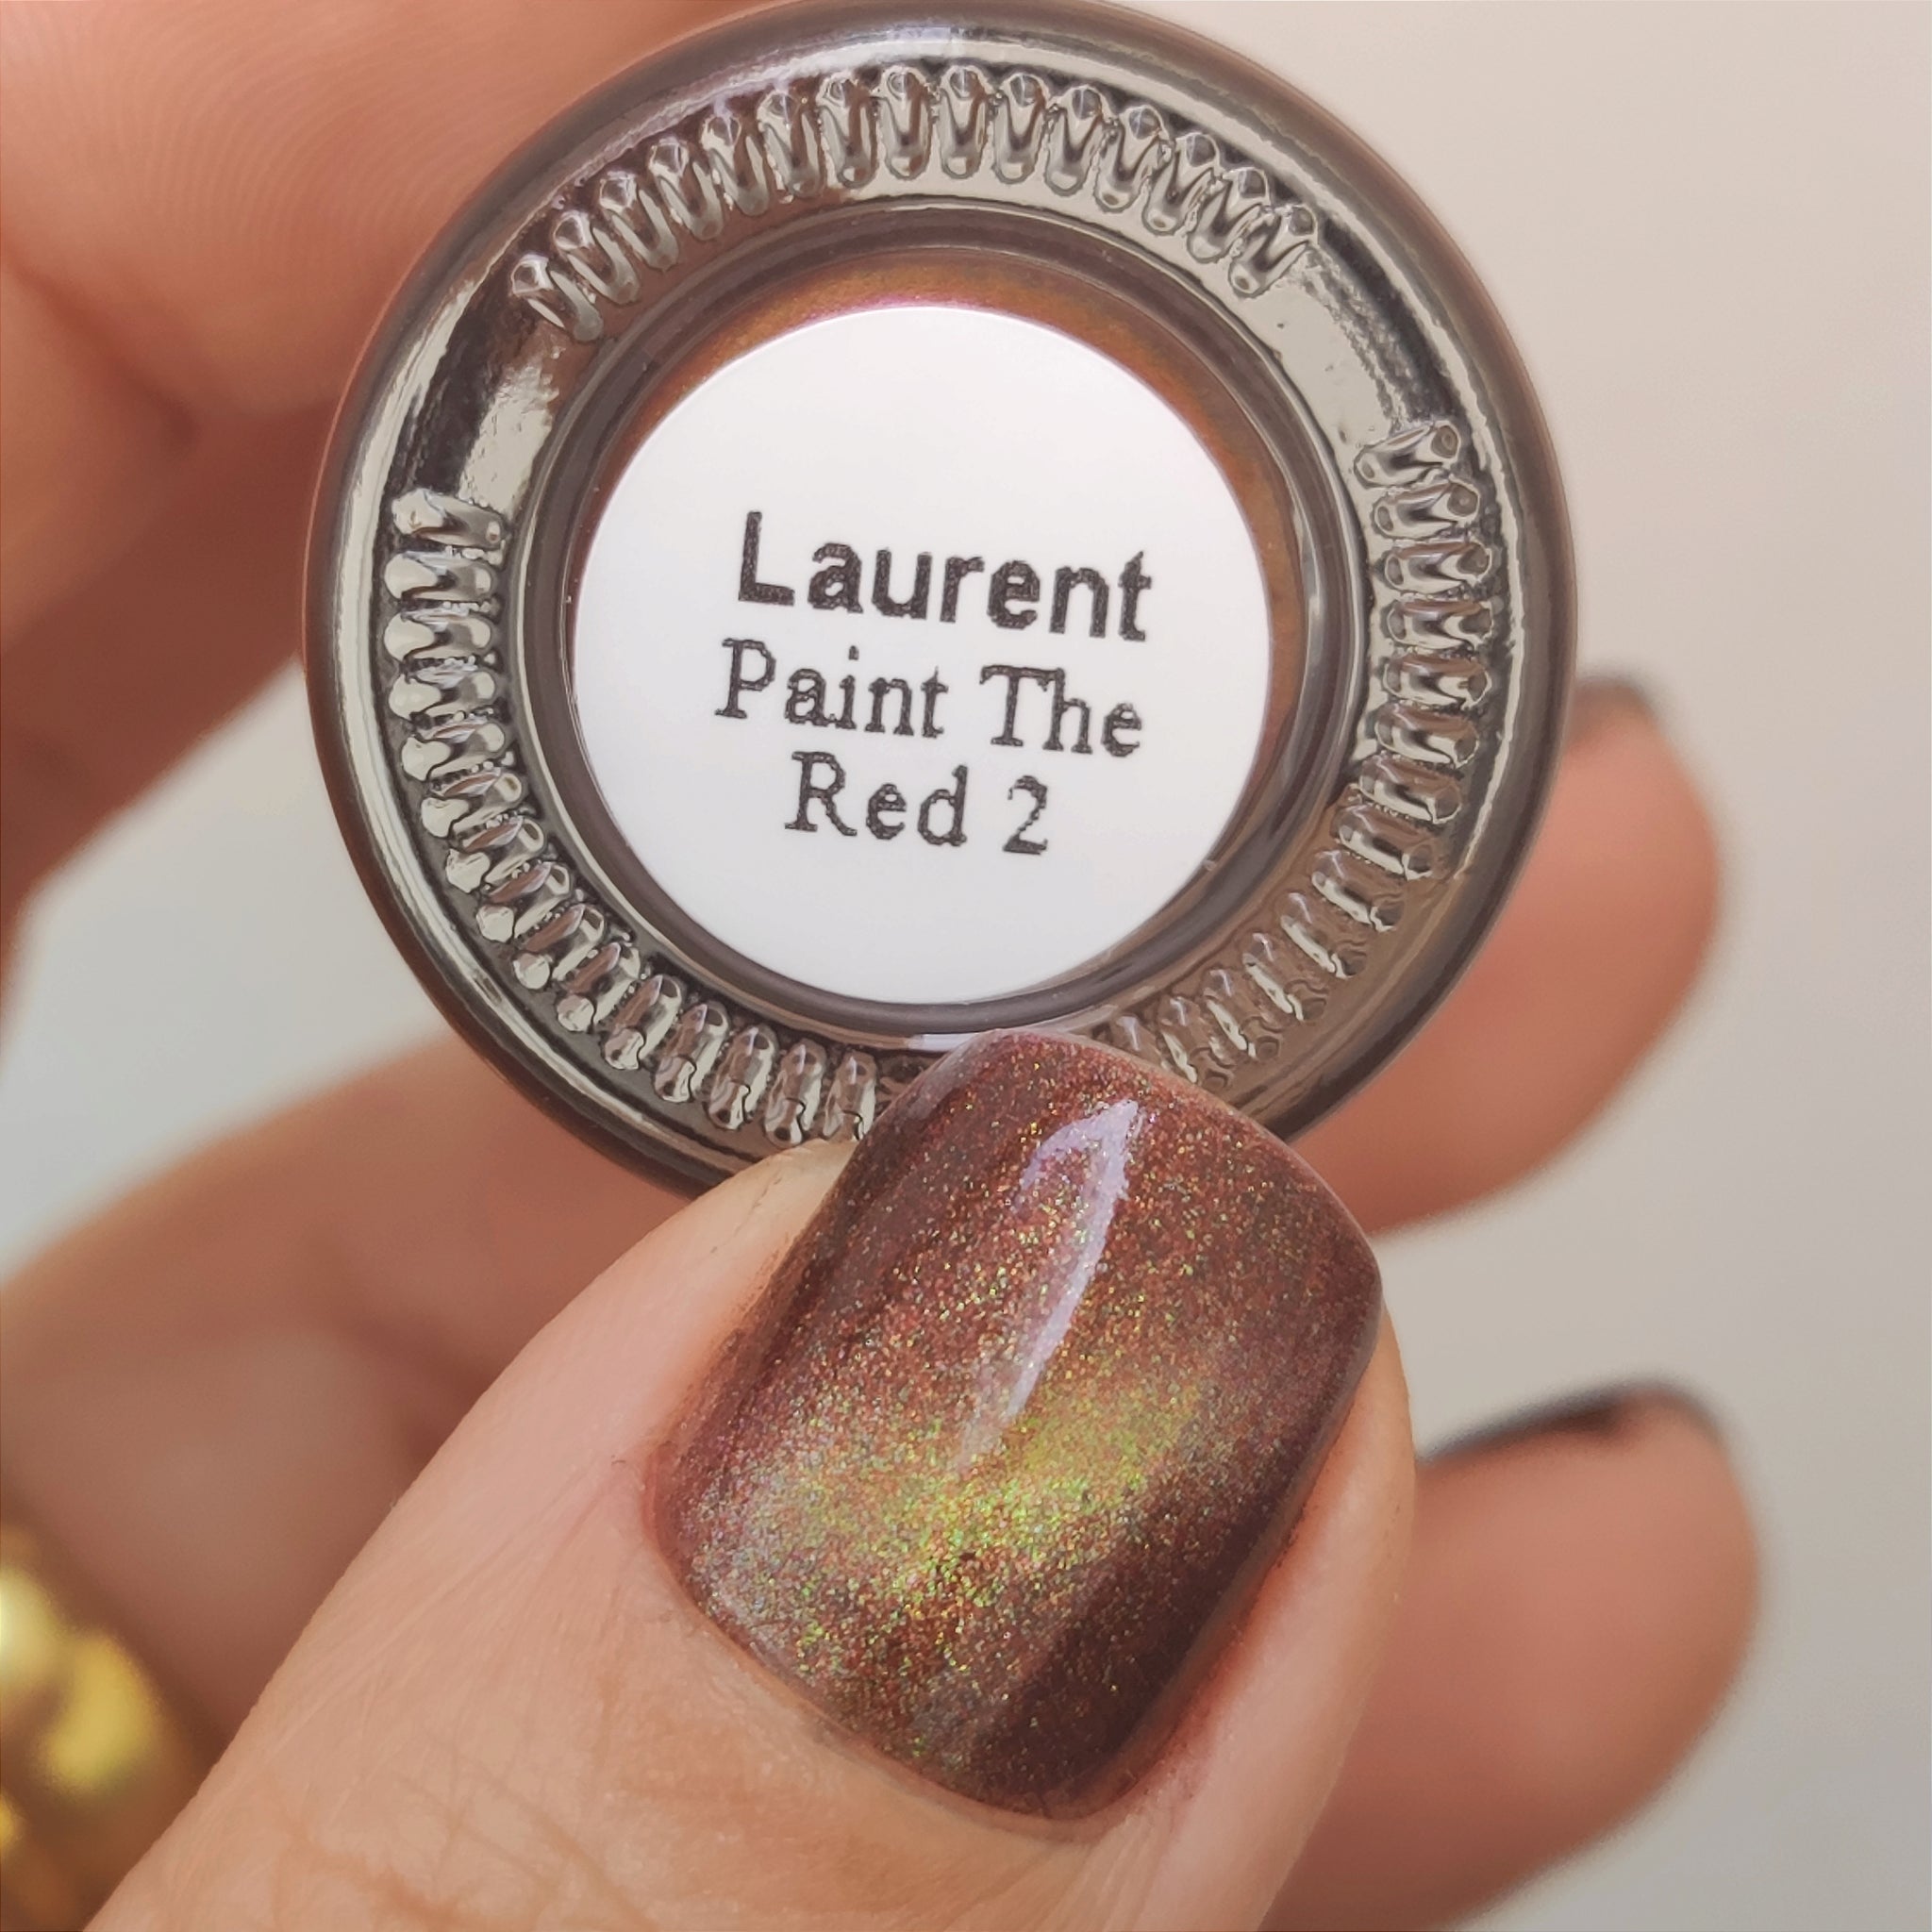 Laurent
Paint The
Red 2